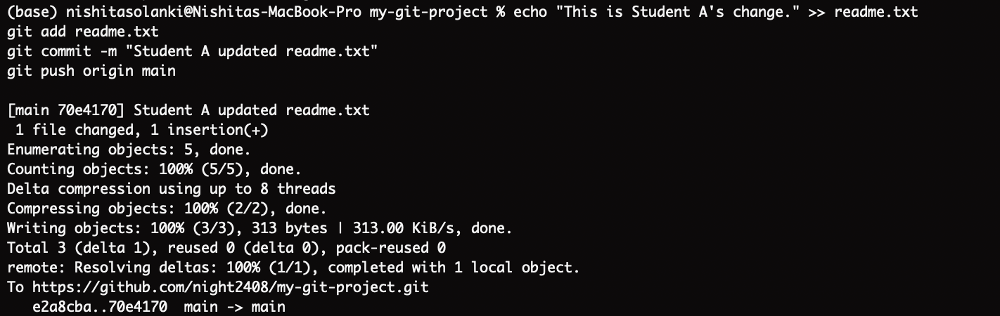 (base) nishitasolanki@Nishitas-MacBook-Pro my-git-project % echo "This is Student A's change." >> readme.txt
git add readme.txt
git commit -m "Student A updated readme.txt"
git push origin main
[main 70e4170] Student A updated readme.txt
 1 file changed, 1 insertion(+)
Enumerating objects: 5, done.
Counting objects: 100% (5/5), done.
Delta compression using up to 8 threads
Compressing objects: 100% (2/2), done.
Writing objects: 100% (3/3), 313 bytes | 313.00 KiB/s, done.
Total 3 (delta 1), reused 0 (delta 0), pack-reused 0
remote: Resolving deltas: 100% (1/1), completed with 1 local object.
To https://github.com/night2408/my-git-project.git
   e2a8cba..70e4170  main -> main